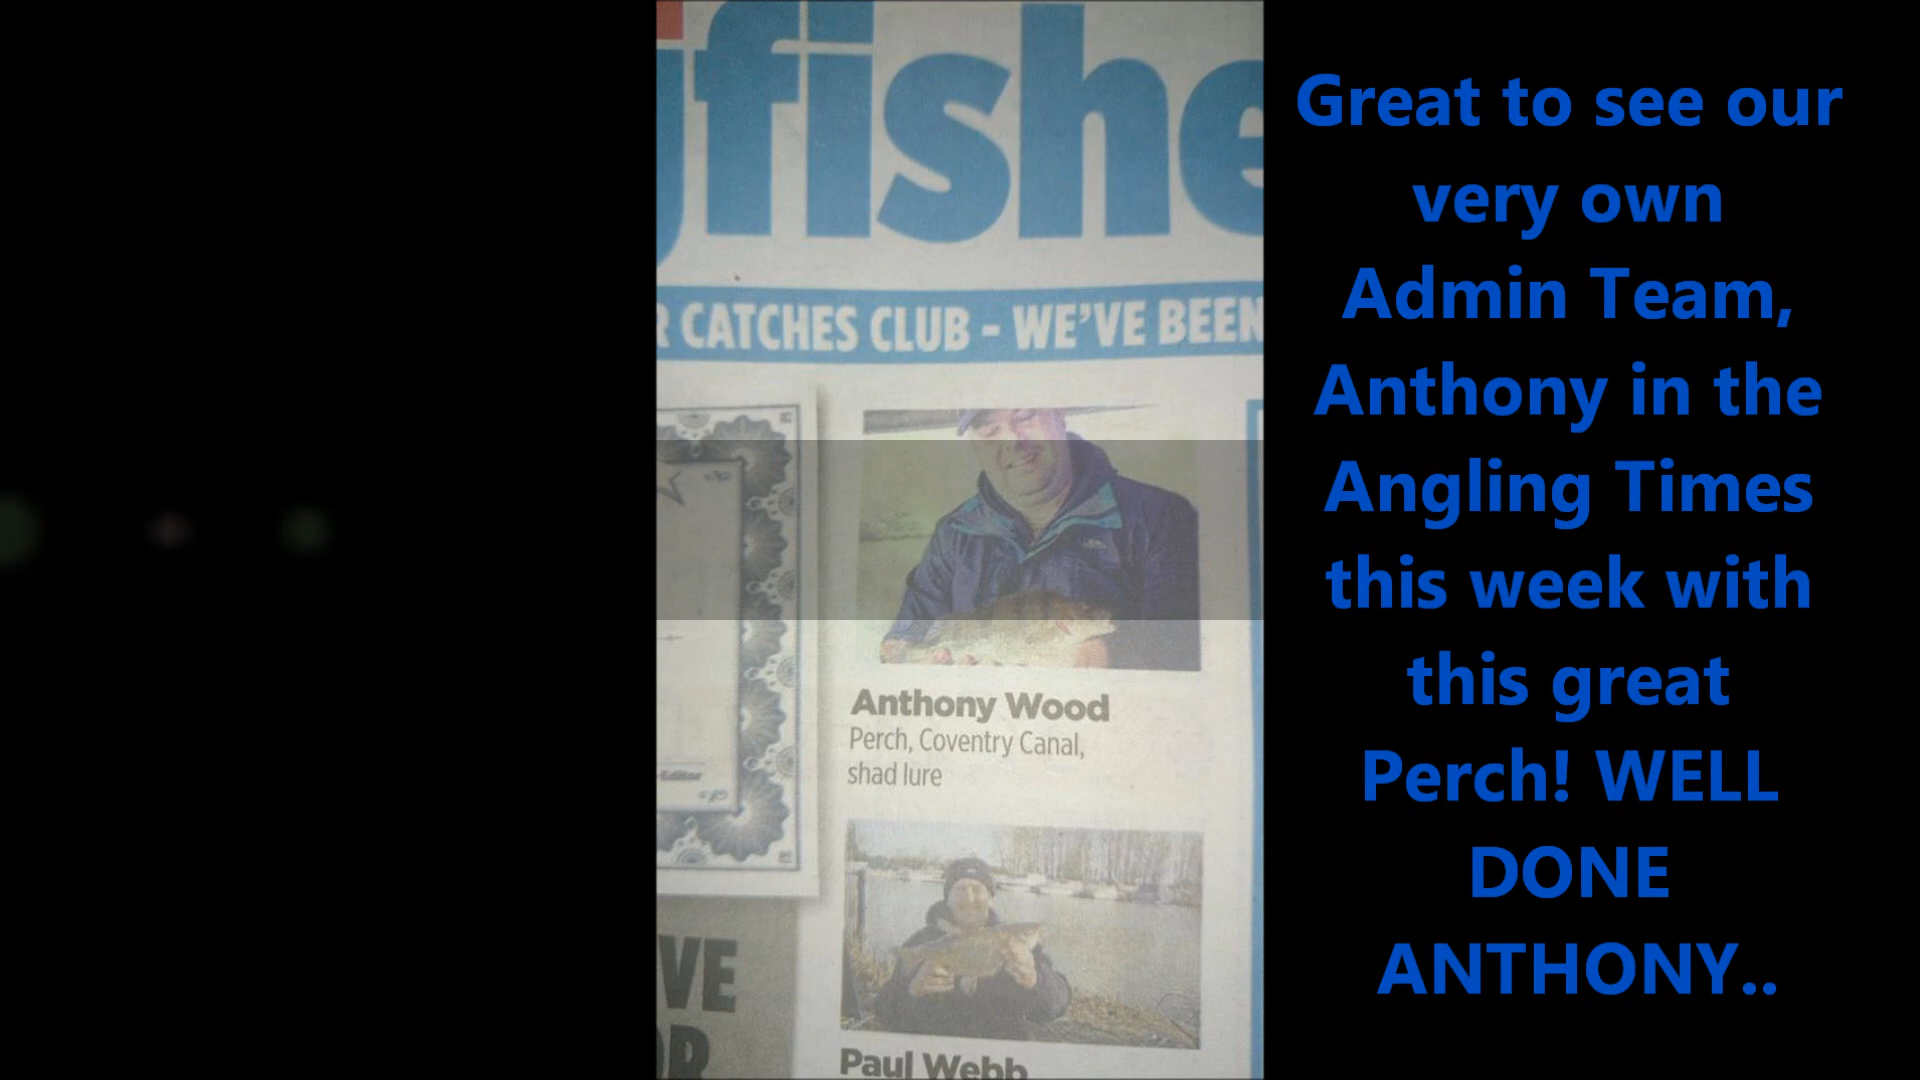 fishe
CATCHES CLUB - WE'VE BEEN
Anthony Wood
Perch, Coventry Canal,
shad lure
Paul Webb
VE
-Editor
Great to see our
very own
Admin Team,
Anthony in the
Angling Times
this week with
this great
Perch! WELL
DONE
ANTHONY..